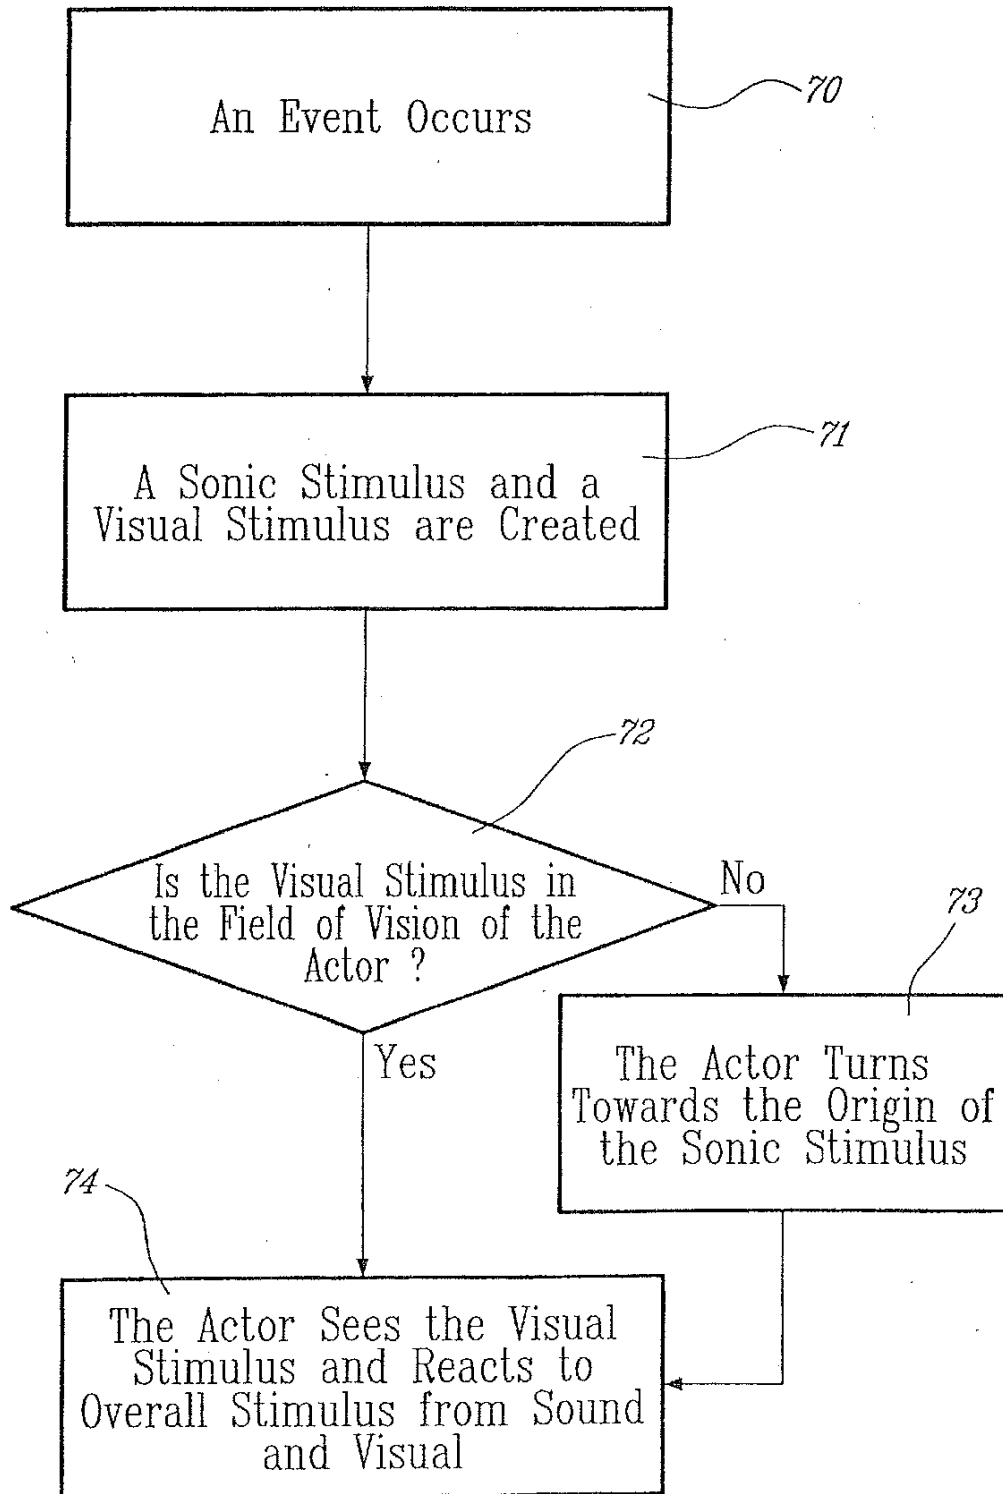 An Event Occurs
70
A Sonic Stimulus and a
Visual Stimulus are Created
71
72
Is the Visual Stimulus in
the Field of Vision of the
Actor ?
No
73
Yes
The Actor Turns
Towards the Origin of
the Sonic Stimulus
74
The Actor Sees the Visual
Stimulus and Reacts to
Overall Stimulus from Sound
and Visual